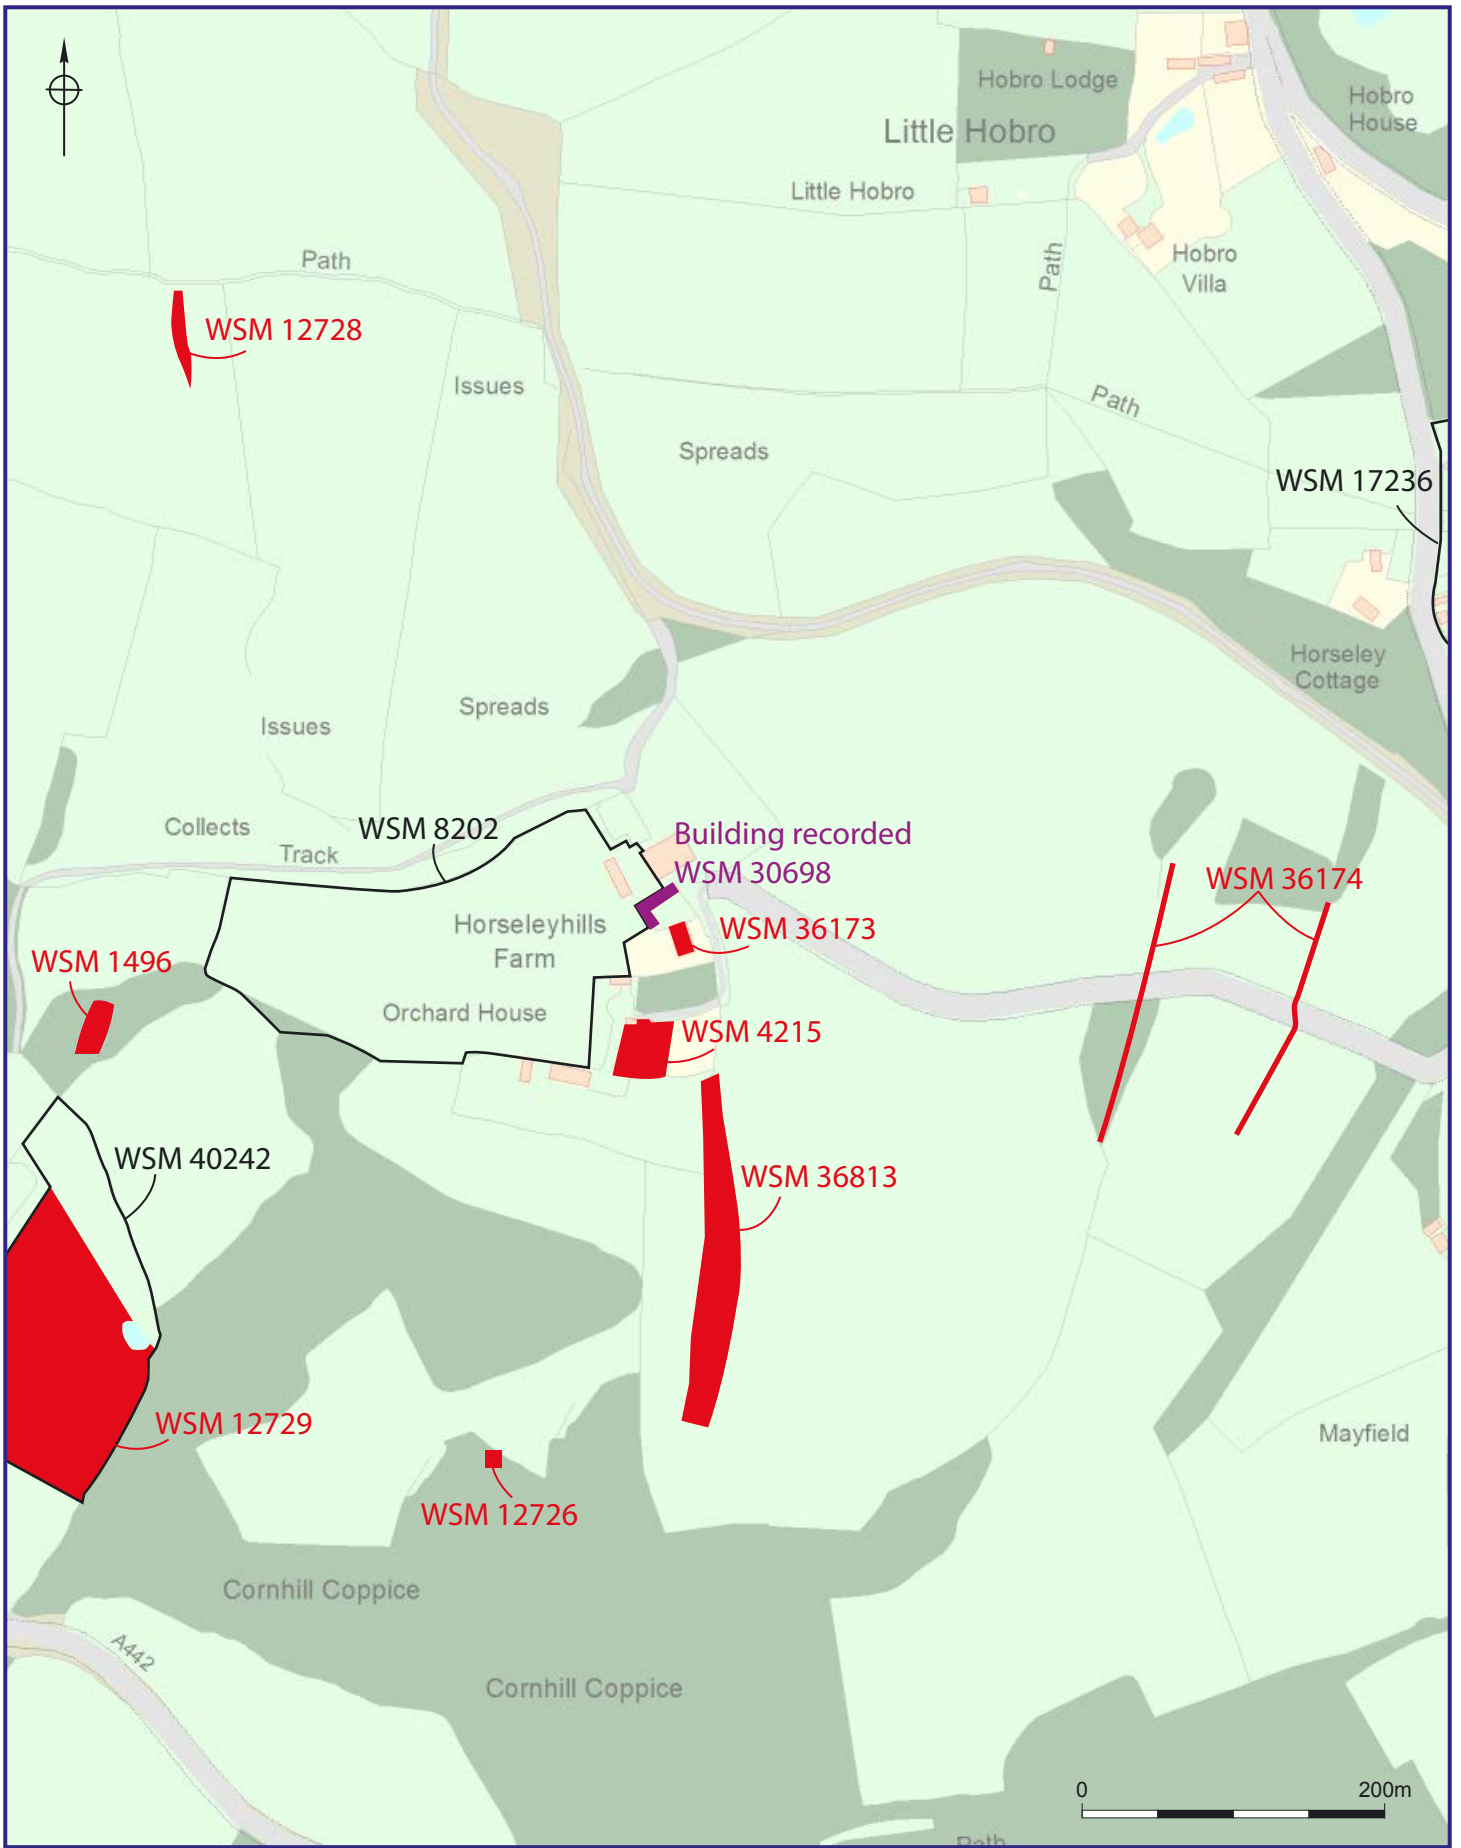 Hobro Lodge
Hobro
House
Little Hobro
Little Hobro
Path
Path
Hobro
Villa
WSM 12728
Issues
Path
Spreads
WSM 17236
Horseley
Cottage
Spreads
Issues
Collects
WSM 8202
Track
Building recorded
WSM 30698
WSM 36174
Horseleyhills
Farm
WSM 36173
WSM 1496
Orchard House
WSM 4215
WSM 40242
WSM 36813
WSM 12729
Mayfield
WSM 12726
Cornhill Coppice
A442
Cornhill Coppice
0 200m
Path